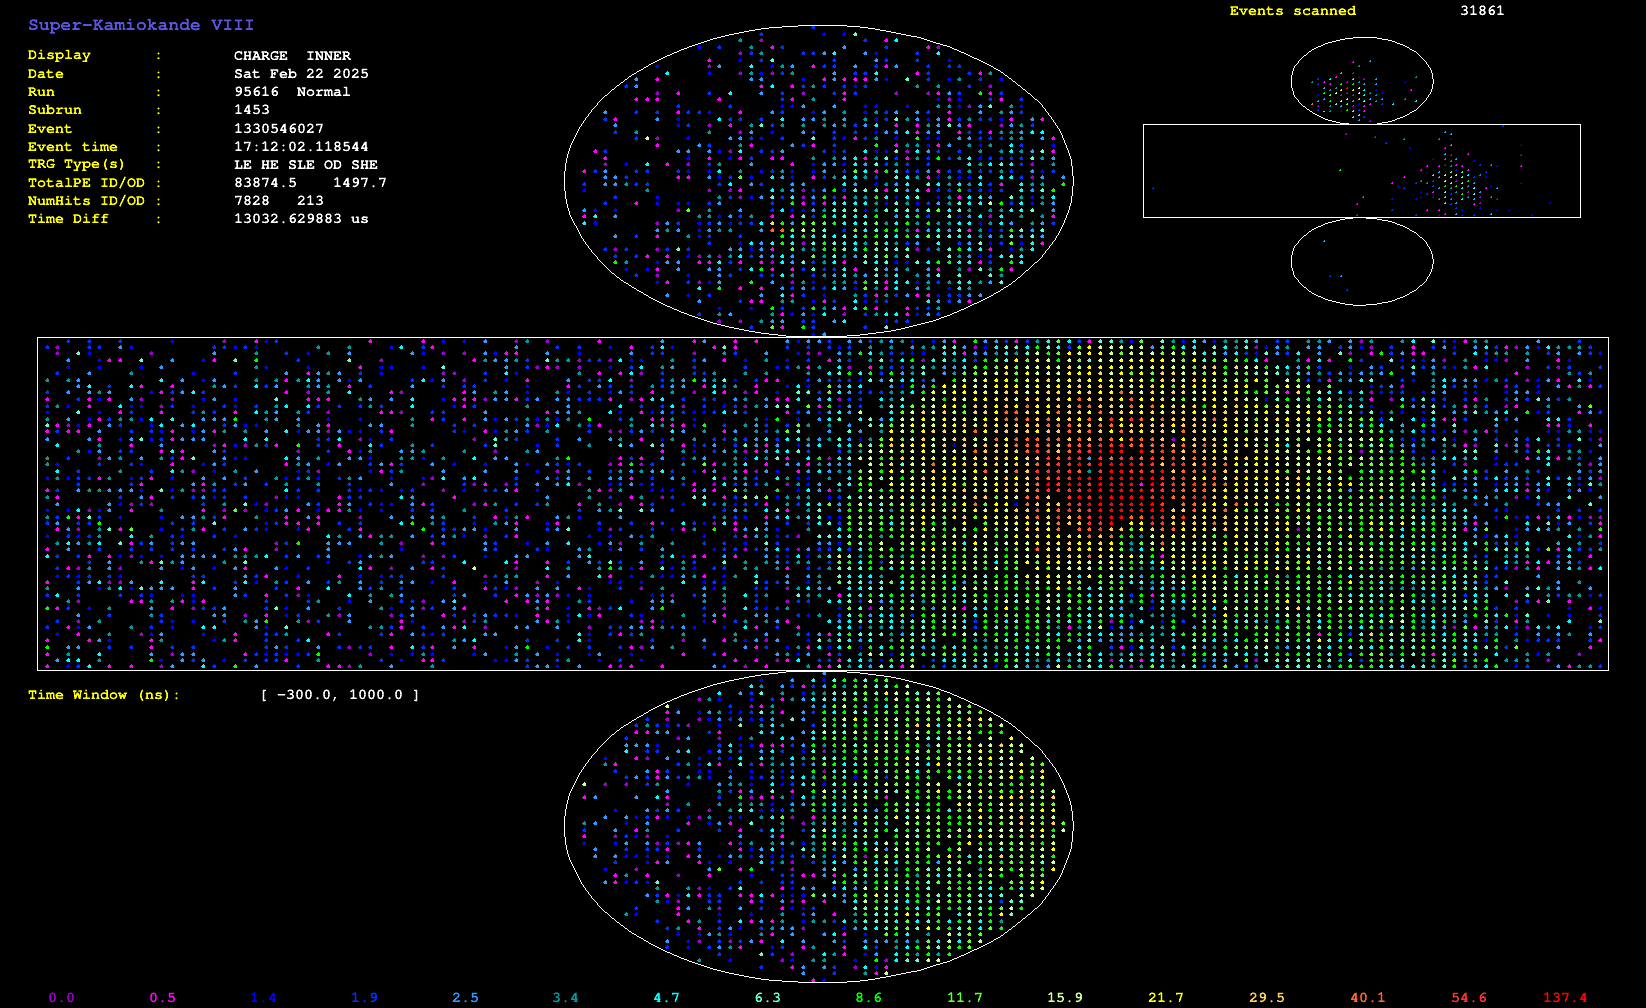 Super-Kamiokande VIII
Events scanned 31861
Display : CHARGE INNER
Date : Sat Feb 22 2025
Run : 95616 Normal
Subrun : 1453
Event : 1330546027
Event time : 17:12:02.118544
TRG Type(s) : LE HE SLE OD SHE
TotalPE ID/OD : 83874.5 1497.7
NumHits ID/OD : 7828 213
Time Diff : 13032.629883 us
Time Window (ns): [ -300.0, 1000.0 ]
0.0 0.5 1.4 1.9 2.5 3.4 4.7 6.3 8.6 11.7 15.9 21.7 29.5 40.1 54.6 137.4